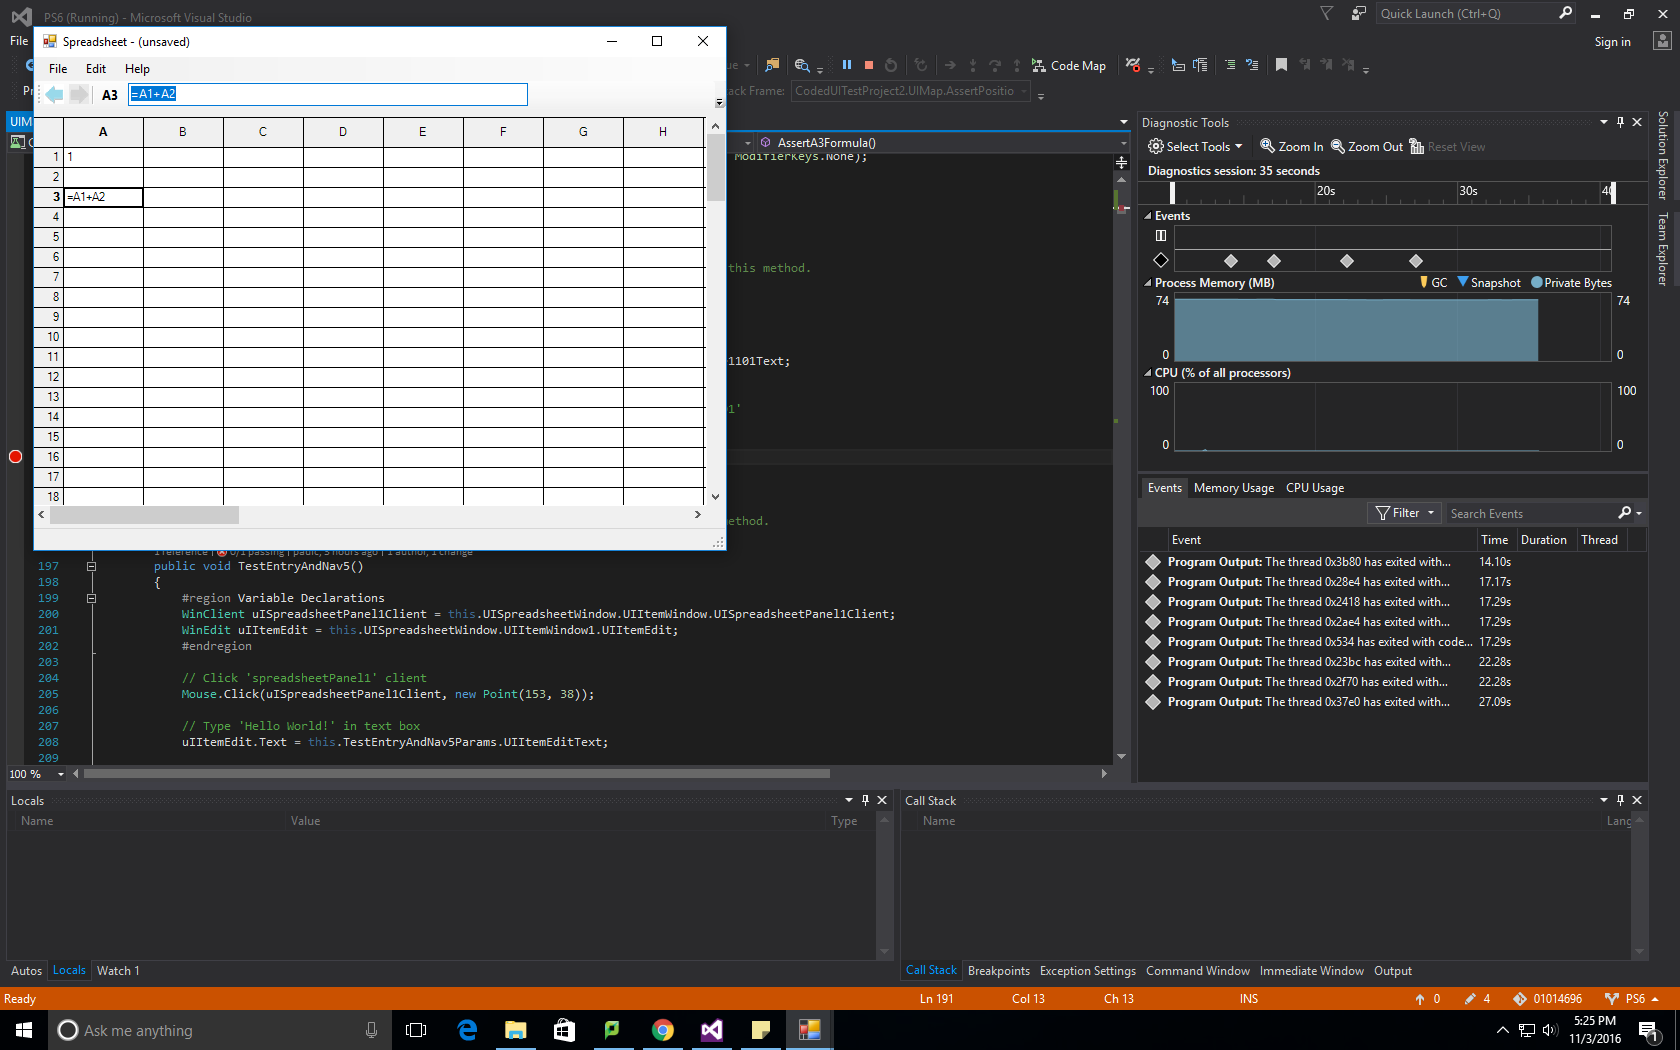 PS6 (Running) - Microsoft Visual Studio
Quick Launch (Ctrl+Q)
File
Sign in
Spreadsheet - (unsaved)
File Edit Help
A3 =A1+A2
Code Map
ack Frame: CodedUITestProject2.UIMap.AssertPositio
UIM
AssertA3Formula()
A B C D E F G H
1 1
2
3 =A1+A2
4
5
6
7
8
9
10
11
12
13
14
15
16
17
18
ModifierKeys.None);
this method.
1101Text;
ethod.
1 reference | 0/1 passing | public, 3 hours ago | 1 author, 1 change
197 public void TestEntryAndNav5()
198 {
199 #region Variable Declarations
200 WinClient uISpreadsheetPanel1Client = this.UISpreadsheetWindow.UIItemWindow.UISpreadsheetPanel1Client;
201 WinEdit uIItemEdit = this.UISpreadsheetWindow.UIItemWindow1.UIItemEdit;
202 #endregion
203
204 // Click 'spreadsheetPanel1' client
205 Mouse.Click(uISpreadsheetPanel1Client, new Point(153, 38));
206
207 // Type 'Hello World!' in text box
208 uIItemEdit.Text = this.TestEntryAndNav5Params.UIItemEditText;
209
100 %
Diagnostic Tools
Select Tools Zoom In Zoom Out Reset View
Diagnostics session: 35 seconds
20s 30s 40
Events
Process Memory (MB) GC Snapshot Private Bytes
74 74
0 0
CPU (% of all processors)
100 100
0 0
Events Memory Usage CPU Usage
Filter Search Events
Event Time Duration Thread
Program Output: The thread 0x3b80 has exited with... 14.10s
Program Output: The thread 0x28e4 has exited with... 17.17s
Program Output: The thread 0x2418 has exited with... 17.29s
Program Output: The thread 0x2ae4 has exited with... 17.29s
Program Output: The thread 0x534 has exited with code... 17.29s
Program Output: The thread 0x23bc has exited with... 22.28s
Program Output: The thread 0x2f70 has exited with... 22.28s
Program Output: The thread 0x37e0 has exited with... 27.09s
Solution Explorer
Team Explorer
Locals
Name Value Type
Autos Locals Watch 1
Call Stack
Name Lang
Call Stack Breakpoints Exception Settings Command Window Immediate Window Output
Ready Ln 191 Col 13 Ch 13 INS 0 4 01014696 PS6
Ask me anything
5:25 PM
11/3/2016
1